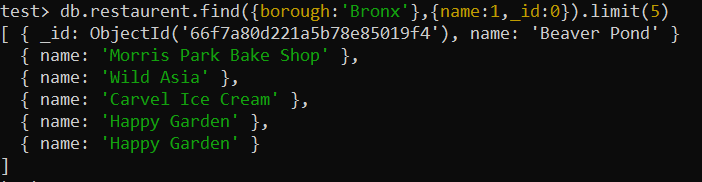 test> db.restaurent.find({borough:'Bronx'},{name:1,_id:0}).limit(5)
[ { _id: ObjectId('66f7a80d221a5b78e85019f4'), name: 'Beaver Pond' }
  { name: 'Morris Park Bake Shop' },
  { name: 'Wild Asia' },
  { name: 'Carvel Ice Cream' },
  { name: 'Happy Garden' },
  { name: 'Happy Garden' }
]